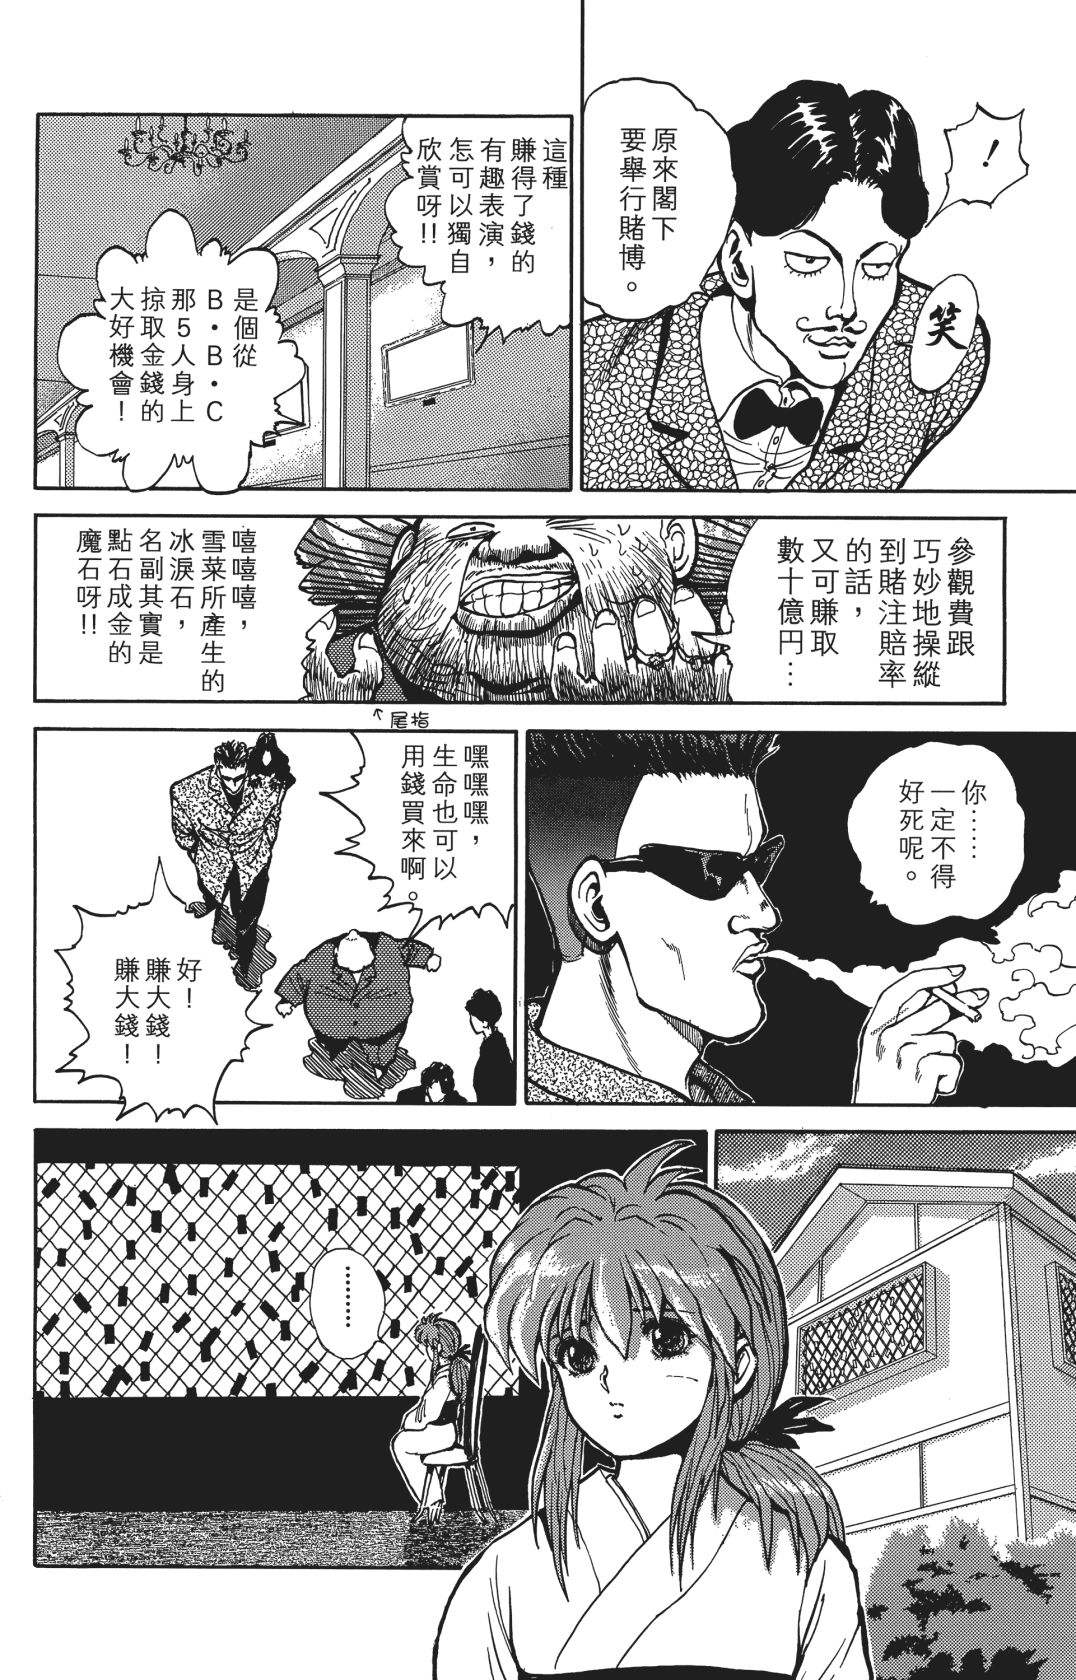 ！
原來閣下
要舉行賭博。
笑
這種
賺得了錢的
有趣表演，
怎可以獨自
欣賞呀!!
是個從
B·B·C
那5人身上
掠取金錢的
大好機會！
參觀費跟
巧妙地操縱
到賭注賠率
的話，
又可賺取
數十億円…
嘻嘻嘻，
雪菜所產生的
冰淚石，
名副其實是
點石成金的
魔石呀!!
↑尾指
你……
一定不得
好死呢。
嘿嘿嘿，
生命也可以
用錢買來啊。
好！
賺大錢！
賺大錢！
………